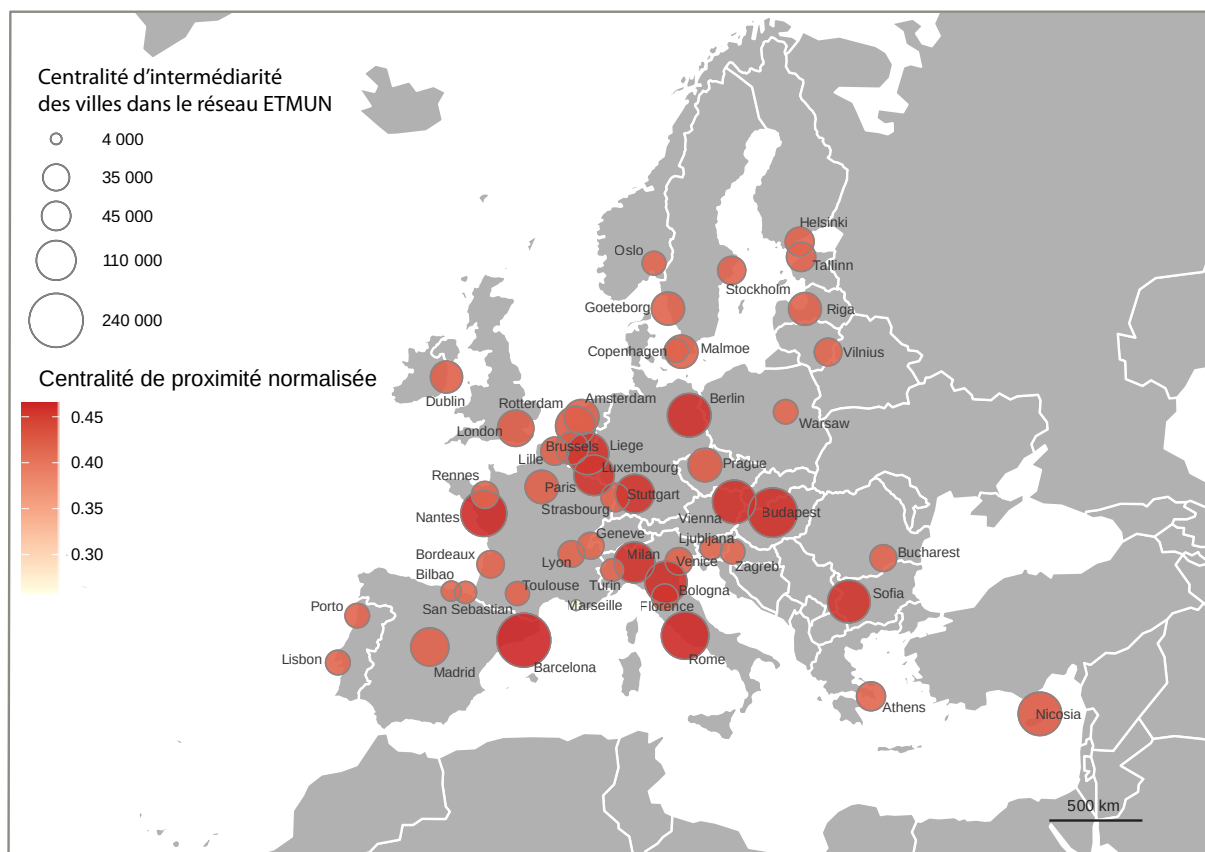 Centralité d'intermédiarité
des villes dans le réseau ETMUN
4 000
35 000
45 000
110 000
240 000
Centralité de proximité normalisée
0.45
0.40
0.35
0.30
Helsinki
Oslo
Tallinn
Stockholm
Goeteborg
Riga
Copenhagen
Malmoe
Vilnius
Dublin
Rotterdam
Amsterdam
Berlin
London
Warsaw
Brussels
Liege
Lille
Luxembourg
Prague
Rennes
Paris
Stuttgart
Strasbourg
Nantes
Vienna
Budapest
Geneve
Ljubljana
Bordeaux
Lyon
Milan
Venice
Zagreb
Bucharest
Bilbao
Toulouse
Turin
Bologna
Sofia
San Sebastian
Marseille
Florence
Porto
Lisbon
Madrid
Barcelona
Rome
Athens
Nicosia
500 km